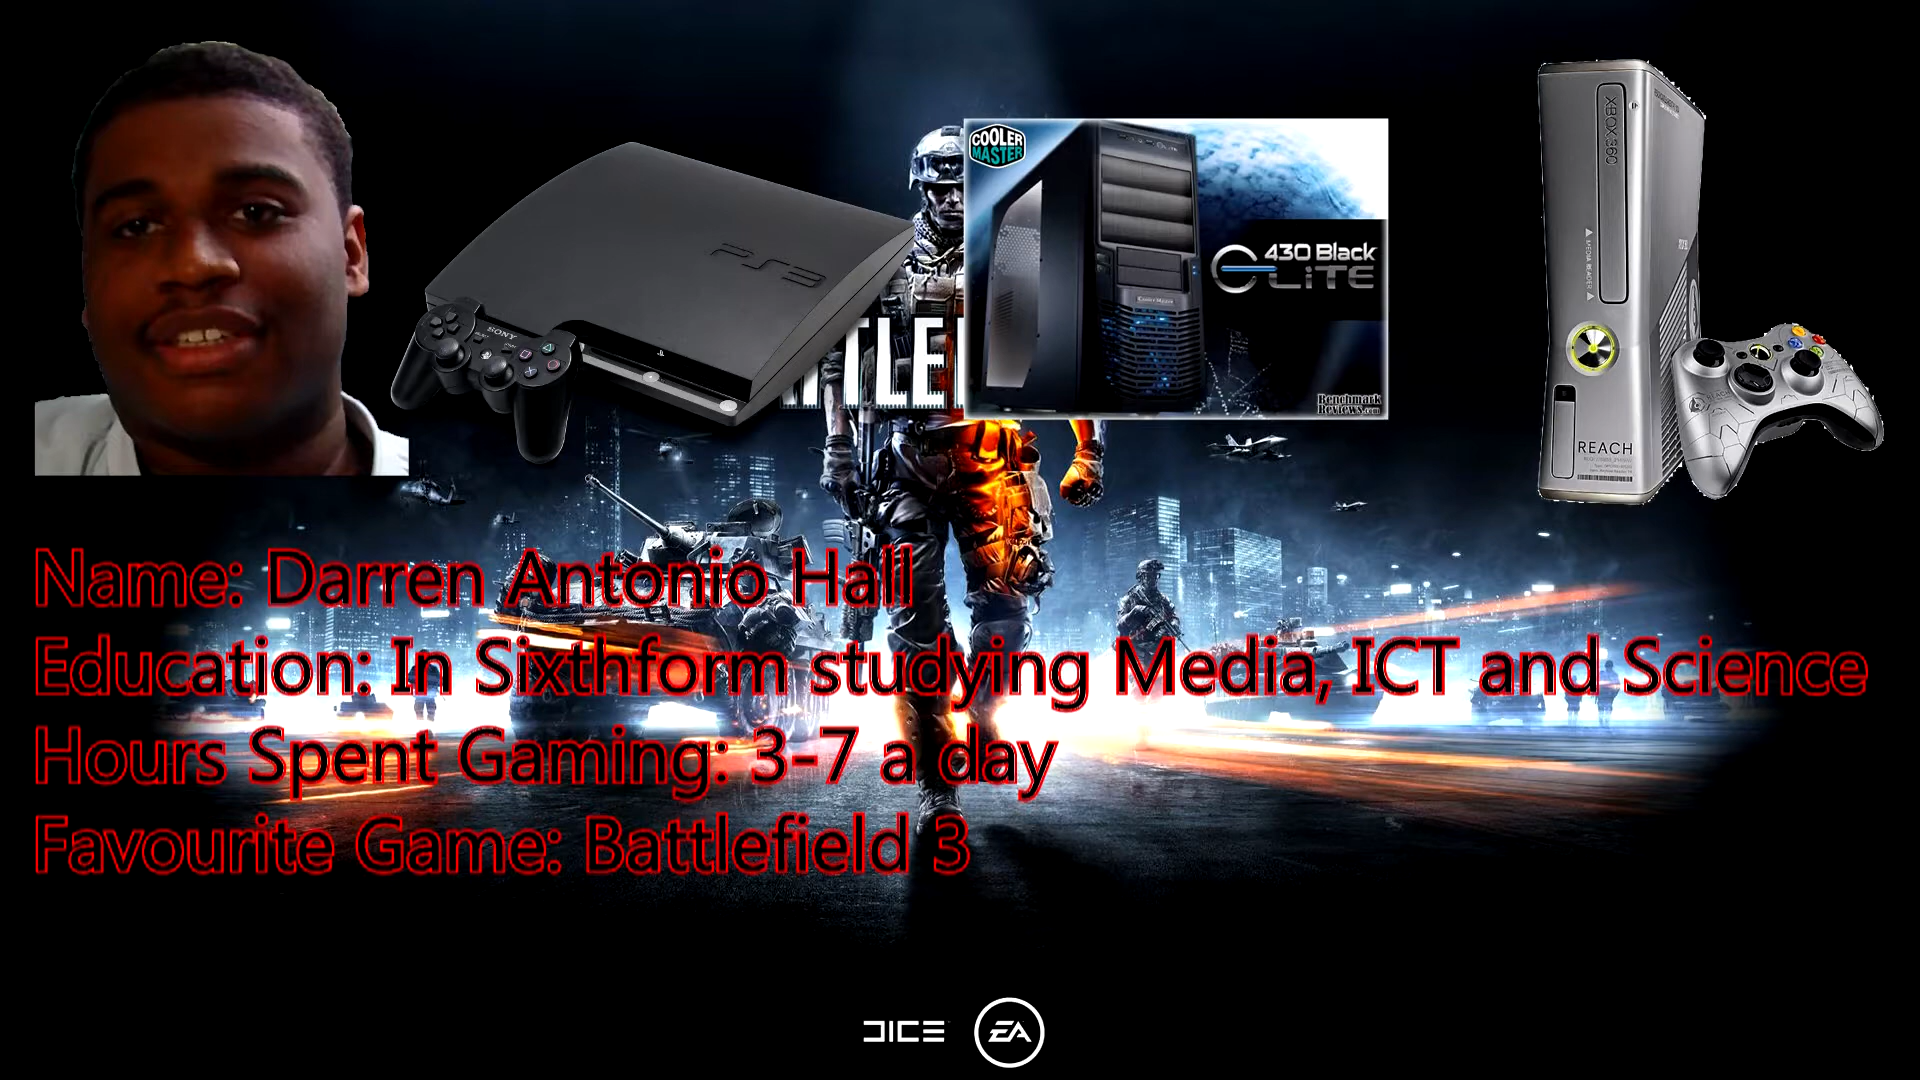 COOLER
MASTER
XBOX 360
PS3
430 Black
ELiTE
SONY
TTLE
Benchmark
Reviews.com
REACH
Name: Darren Antonio Hall
Education: In Sixthform studying Media, ICT and Science
Hours Spent Gaming: 3-7 a day
Favourite Game: Battlefield 3
DICE EA